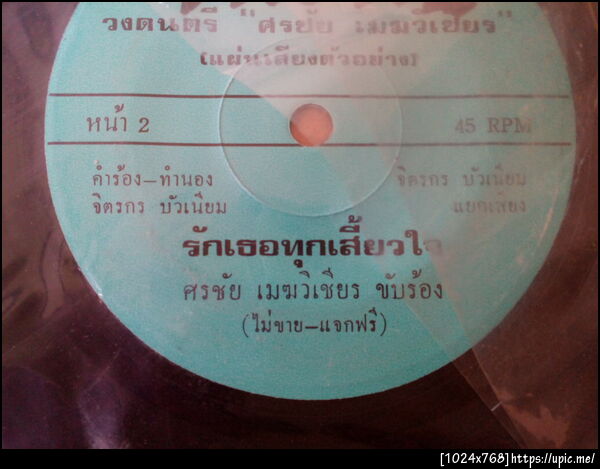 วงดนตรี "ศรชัย เมฆวิเชียร"
(แผ่นเสียงตัวอย่าง)
หน้า 2
45 RPM
คำร้อง–ทำนอง
จิตรกร บัวเนียม
จิตรกร บัวเนียม
แยกเสียง
รักเธอทุกเสี้ยวใจ
ศรชัย เมฆวิเชียร ขับร้อง
(ไม่ขาย–แจกฟรี)
[1024x768]https://upic.me/